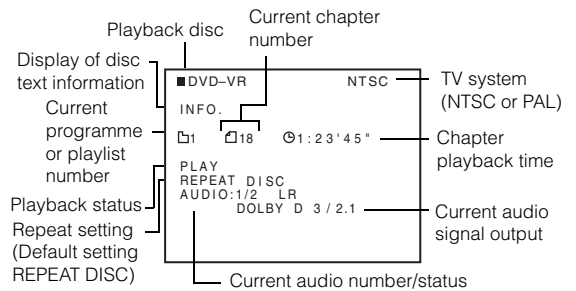 Current chapter
number
Playback disc
Display of disc
text information
Current
programme
or playlist
number
Playback status
Repeat setting
(Default setting
REPEAT DISC)
■DVD–VR NTSC
INFO.
1 18 1:23'45"
PLAY
REPEAT DISC
AUDIO:1/2 LR
DOLBY D 3/2.1
TV system
(NTSC or PAL)
Chapter
playback time
Current audio
signal output
Current audio number/status